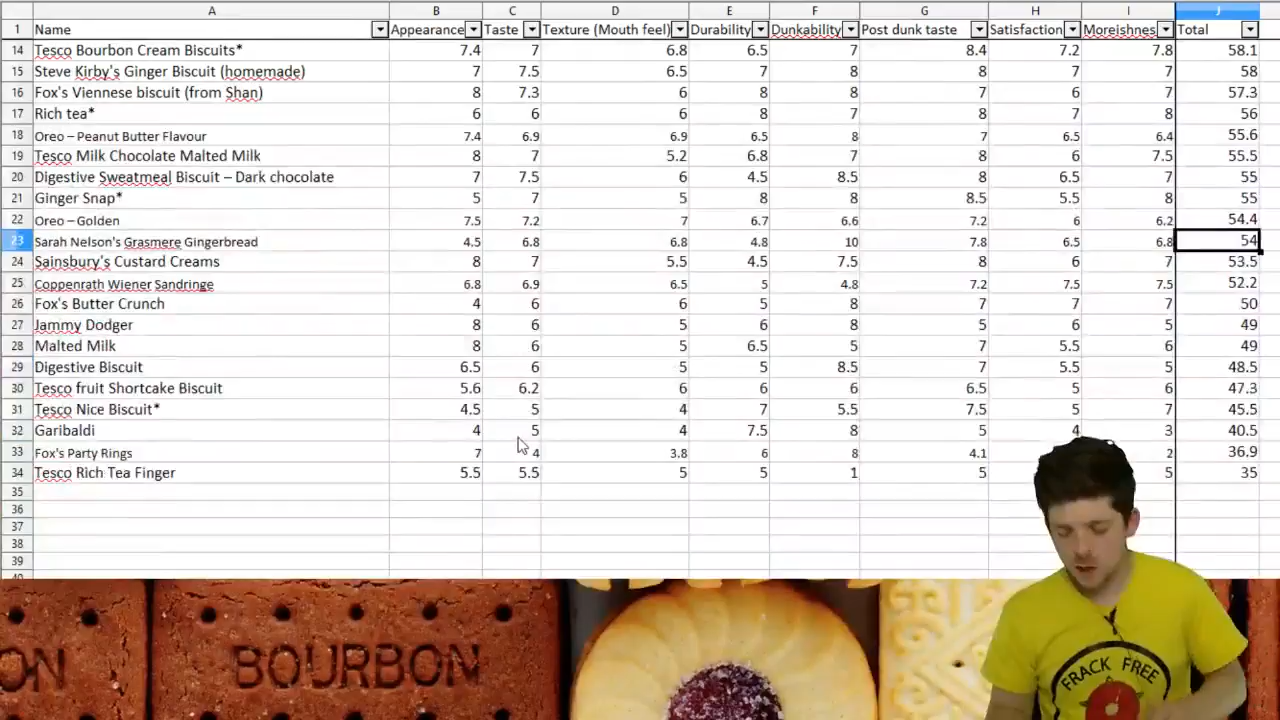 A B C D E F G H I J
1 Name Appearance Taste Texture (Mouth feel) Durability Dunkability Post dunk taste Satisfaction Moreishnes Total
14 Tesco Bourbon Cream Biscuits* 7.4 7 6.8 6.5 7 8.4 7.2 7.8 58.1
15 Steve Kirby's Ginger Biscuit (homemade) 7 7.5 6.5 7 8 8 7 7 58
16 Fox's Viennese biscuit (from Shan) 8 7.3 6 8 8 7 6 7 57.3
17 Rich tea* 6 6 6 8 7 8 7 8 56
18 Oreo – Peanut Butter Flavour 7.4 6.9 6.9 6.5 8 7 6.5 6.4 55.6
19 Tesco Milk Chocolate Malted Milk 8 7 5.2 6.8 7 8 6 7.5 55.5
20 Digestive Sweatmeal Biscuit – Dark chocolate 7 7.5 6 4.5 8.5 8 6.5 7 55
21 Ginger Snap* 5 7 5 8 8 8.5 5.5 8 55
22 Oreo – Golden 7.5 7.2 7 6.7 6.6 7.2 6 6.2 54.4
23 Sarah Nelson's Grasmere Gingerbread 4.5 6.8 6.8 4.8 10 7.8 6.5 6.8 54
24 Sainsbury's Custard Creams 8 7 5.5 4.5 7.5 8 6 7 53.5
25 Coppenrath Wiener Sandringe 6.8 6.9 6.5 5 4.8 7.2 7.5 7.5 52.2
26 Fox's Butter Crunch 4 6 6 5 8 7 7 7 50
27 Jammy Dodger 8 6 5 6 8 5 6 5 49
28 Malted Milk 8 6 5 6.5 5 7 5.5 6 49
29 Digestive Biscuit 6.5 6 5 5 8.5 7 5.5 5 48.5
30 Tesco fruit Shortcake Biscuit 5.6 6.2 6 6 6 6.5 5 6 47.3
31 Tesco Nice Biscuit* 4.5 5 4 7 5.5 7.5 5 7 45.5
32 Garibaldi 4 5 4 7.5 8 5 4 3 40.5
33 Fox's Party Rings 7 4 3.8 6 8 4.1 2 36.9
34 Tesco Rich Tea Finger 5.5 5.5 5 5 1 5 5 35
35
36
37
38
39
40
ON BOURBON
FRACK FREE